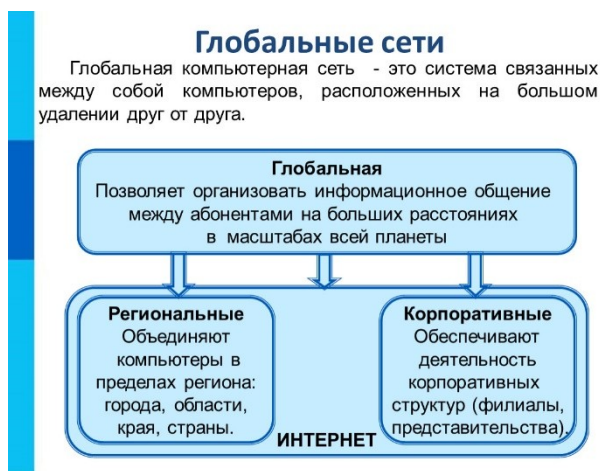 Глобальные сети
Глобальная компьютерная сеть - это система связанных
между собой компьютеров, расположенных на большом
удалении друг от друга.
Глобальная
Позволяет организовать информационное общение
между абонентами на больших расстояниях
в масштабах всей планеты
Региональные
Объединяют
компьютеры в
пределах региона:
города, области,
края, страны.
Корпоративные
Обеспечивают
деятельность
корпоративных
структур (филиалы,
представительства).
ИНТЕРНЕТ